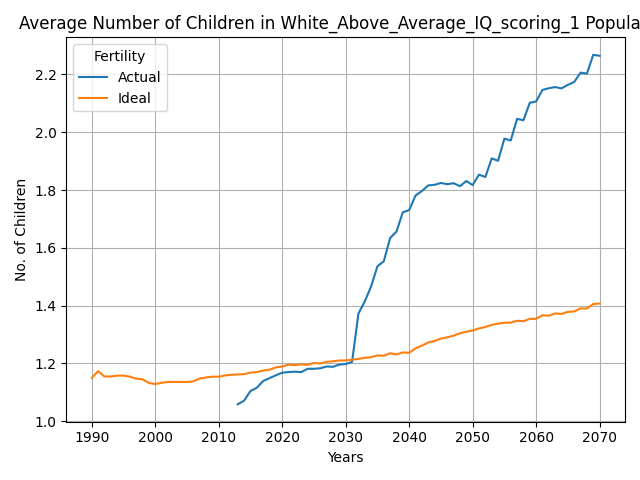 Average Number of Children in White_Above_Average_IQ_scoring_1 Popula
Fertility
Actual
Ideal
No. of Children
2.2
2.0
1.8
1.6
1.4
1.2
1.0
1990 2000 2010 2020 2030 2040 2050 2060 2070
Years